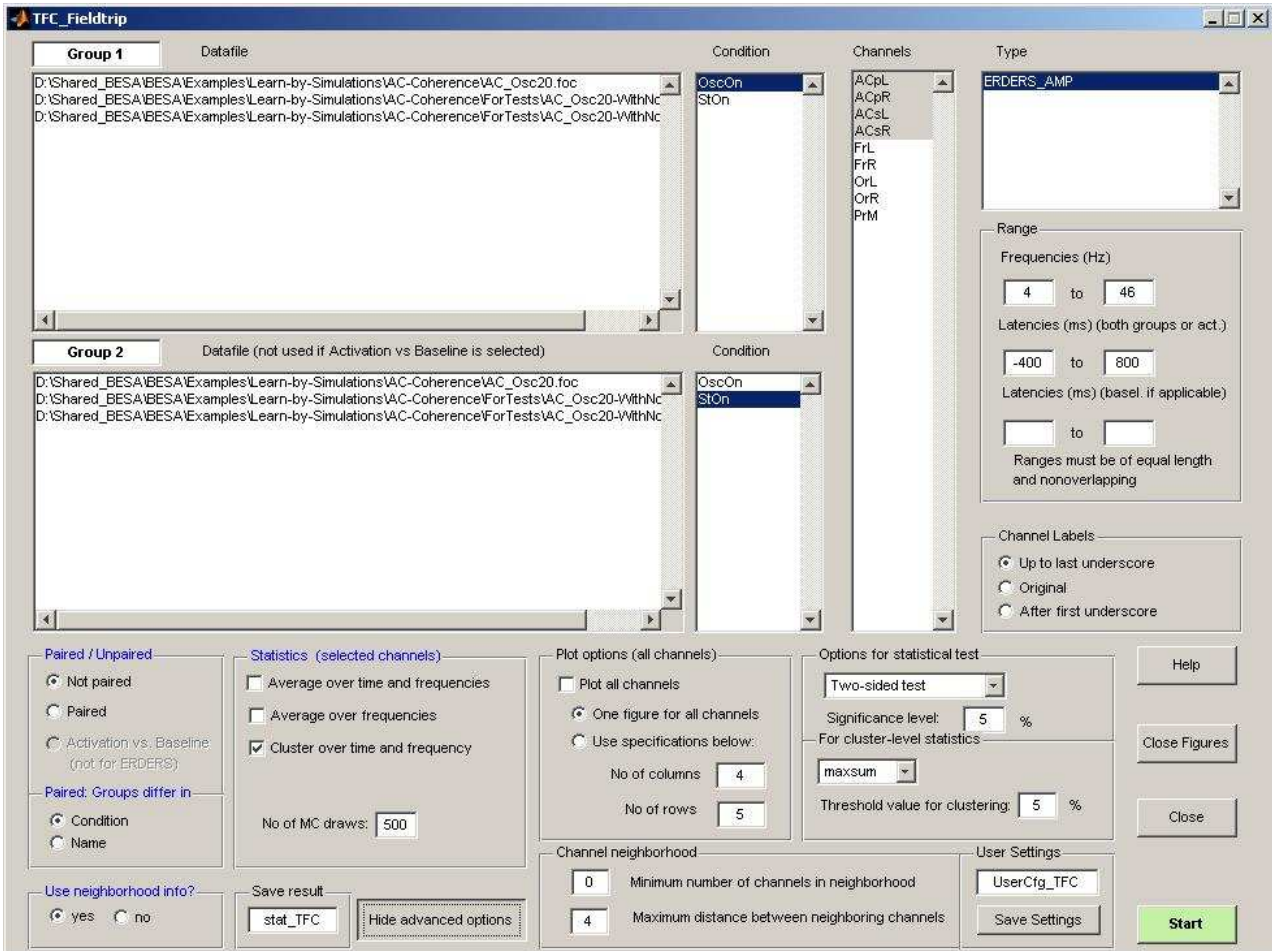 TFC_Fieldtrip
Group 1 Datafile Condition Channels Type
D:\Shared_BESA\BESA\Examples\Learn-by-Simulations\AC-Coherence\AC_Osc20.foc
D:\Shared_BESA\BESA\Examples\Learn-by-Simulations\AC-Coherence\ForTests\AC_Osc20-WithNo
D:\Shared_BESA\BESA\Examples\Learn-by-Simulations\AC-Coherence\ForTests\AC_Osc20-WithNo
OscOn
StOn
ACpL
ACpR
ACsL
ACsR
FrL
FrR
OrL
OrR
PrM
ERDERS_AMP
Range
Frequencies (Hz)
4 to 46
Latencies (ms) (both groups or act.)
-400 to 800
Latencies (ms) (basel. if applicable)
to
Ranges must be of equal length
and nonoverlapping
Group 2 Datafile (not used if Activation vs Baseline is selected) Condition
D:\Shared_BESA\BESA\Examples\Learn-by-Simulations\AC-Coherence\AC_Osc20.foc
D:\Shared_BESA\BESA\Examples\Learn-by-Simulations\AC-Coherence\ForTests\AC_Osc20-WithNo
D:\Shared_BESA\BESA\Examples\Learn-by-Simulations\AC-Coherence\ForTests\AC_Osc20-WithNo
OscOn
StOn
Channel Labels
Up to last underscore
Original
After first underscore
Paired / Unpaired
Not paired
Paired
Activation vs. Baseline
(not for ERDERS)
Paired: Groups differ in
Condition
Name
Statistics (selected channels)
Average over time and frequencies
Average over frequencies
Cluster over time and frequency
No of MC draws: 500
Plot options (all channels)
Plot all channels
One figure for all channels
Use specifications below:
No of columns 4
No of rows 5
Options for statistical test
Two-sided test
Significance level: 5 %
For cluster-level statistics
maxsum
Threshold value for clustering: 5 %
Help
Close Figures
Close
Use neighborhood info?
yes no
Save result
stat_TFC
Hide advanced options
Channel neighborhood
0 Minimum number of channels in neighborhood
4 Maximum distance between neighboring channels
User Settings
UserCfg_TFC
Save Settings
Start